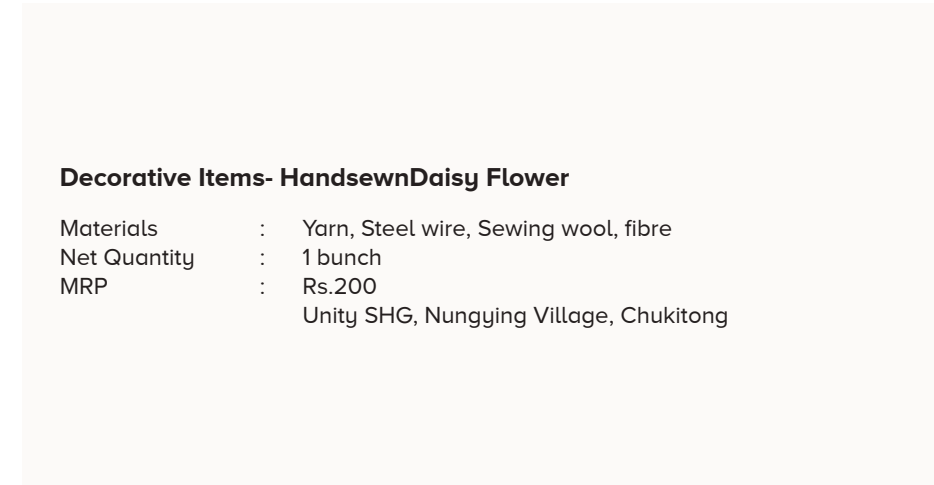 Decorative Items- HandsewnDaisy Flower
Materials : Yarn, Steel wire, Sewing wool, fibre
Net Quantity : 1 bunch
MRP : Rs.200
Unity SHG, Nungying Village, Chukitong